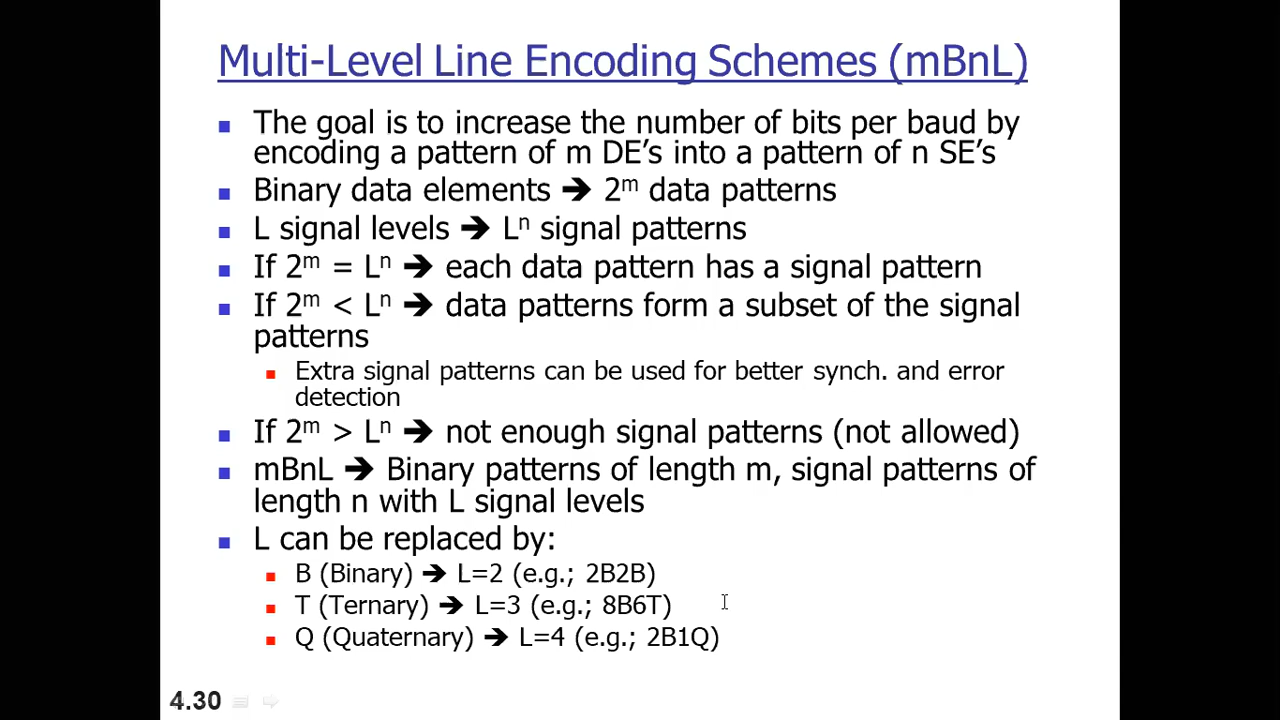 Multi-Level Line Encoding Schemes (mBnL)
The goal is to increase the number of bits per baud by
encoding a pattern of m DE's into a pattern of n SE's
Binary data elements ➔ 2ᵐ data patterns
L signal levels ➔ Lⁿ signal patterns
If 2ᵐ = Lⁿ ➔ each data pattern has a signal pattern
If 2ᵐ < Lⁿ ➔ data patterns form a subset of the signal
patterns
Extra signal patterns can be used for better synch. and error
detection
If 2ᵐ > Lⁿ ➔ not enough signal patterns (not allowed)
mBnL ➔ Binary patterns of length m, signal patterns of
length n with L signal levels
L can be replaced by:
B (Binary) ➔ L=2 (e.g.; 2B2B)
T (Ternary) ➔ L=3 (e.g.; 8B6T)
Q (Quaternary) ➔ L=4 (e.g.; 2B1Q)
4.30